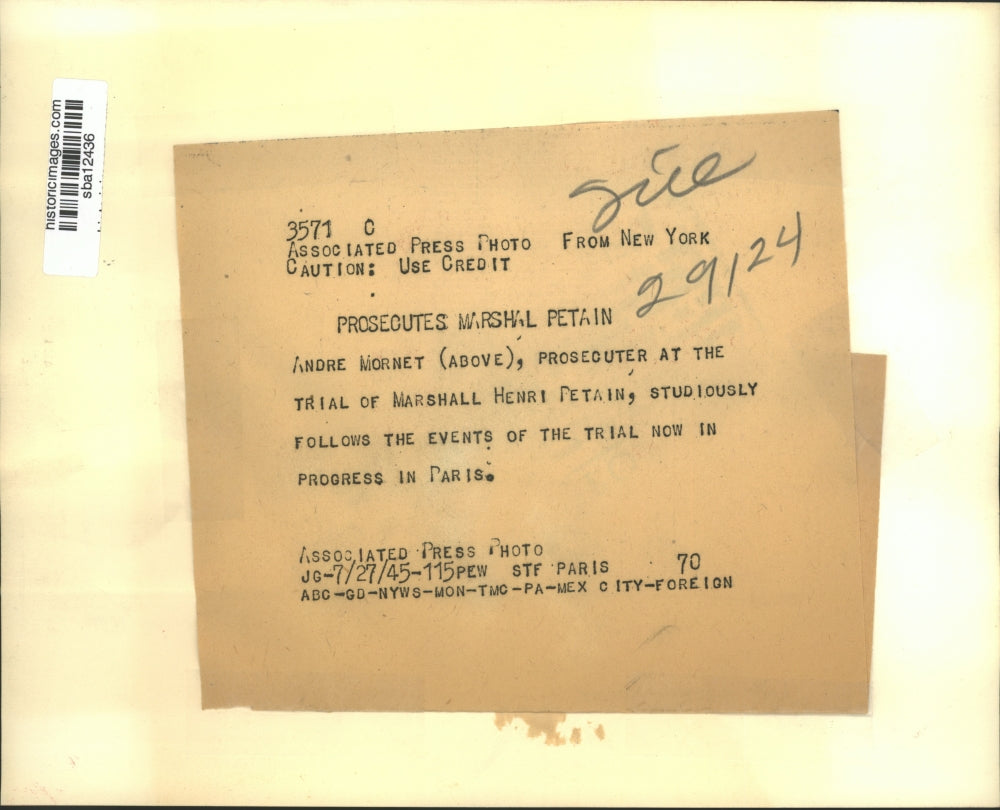 historicimages.com
sba12436
3571 C
ASSOCIATED PRESS PHOTO FROM NEW YORK
CAUTION: USE CREDIT
29,24
PROSECUTES MARSHAL PETAIN
ANDRE MORNET (ABOVE), PROSECUTER AT THE
TRIAL OF MARSHALL HENRI PETAIN, STUDIOUSLY
FOLLOWS THE EVENTS OF THE TRIAL NOW IN
PROGRESS IN PARIS.
ASSOCIATED PRESS PHOTO
JG-7/27/45-115PEW STF PARIS 70
ABC-GD-NYWS-MON-TMC-PA-MEX CITY-FOREIGN